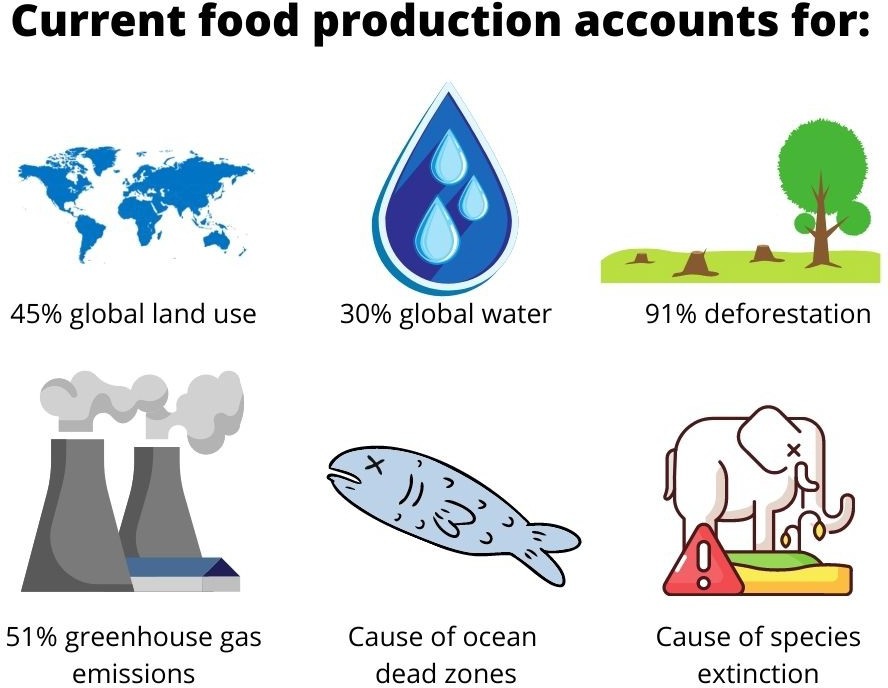 Current food production accounts for:
45% global land use
30% global water
91% deforestation
51% greenhouse gas
emissions
Cause of ocean
dead zones
Cause of species
extinction